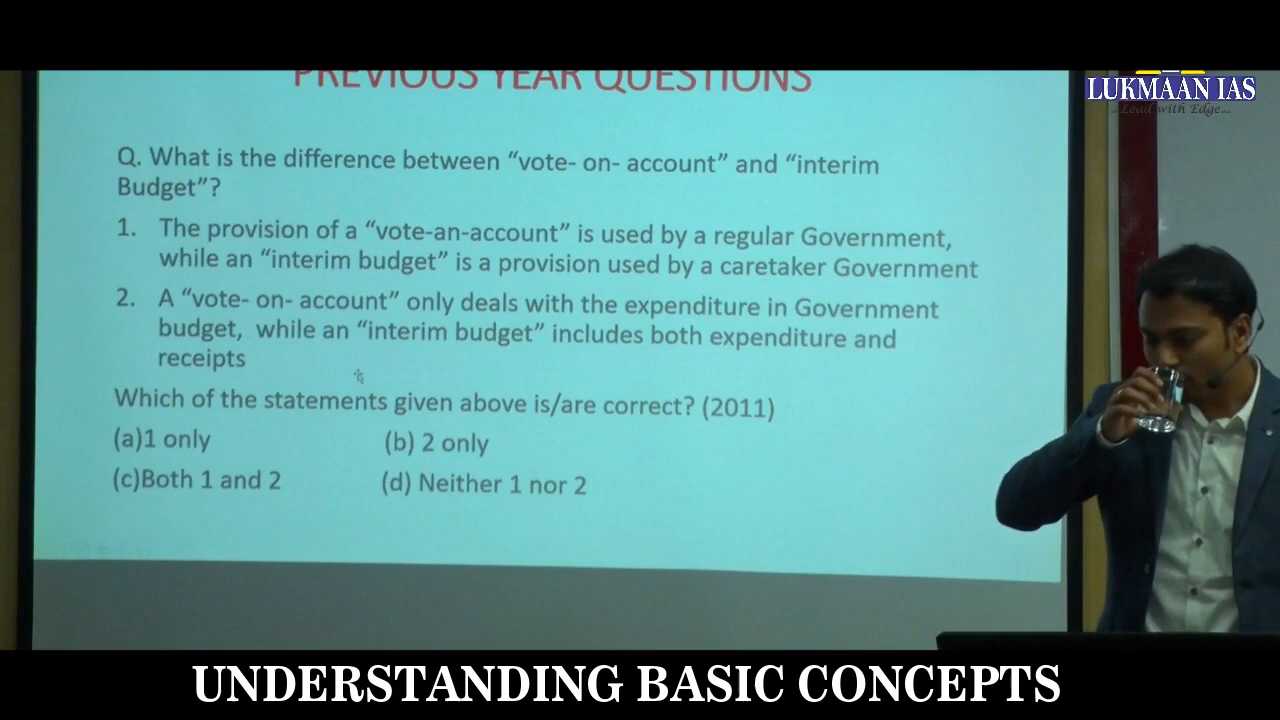 LUKMAAN IAS
..Lead with Edge...
PREVIOUS YEAR QUESTIONS
Q. What is the difference between “vote- on- account” and “interim
Budget”?
1. The provision of a “vote-an-account” is used by a regular Government,
while an “interim budget” is a provision used by a caretaker Government
2. A “vote- on- account” only deals with the expenditure in Government
budget, while an “interim budget” includes both expenditure and
receipts
Which of the statements given above is/are correct? (2011)
(a)1 only (b) 2 only
(c)Both 1 and 2 (d) Neither 1 nor 2
UNDERSTANDING BASIC CONCEPTS